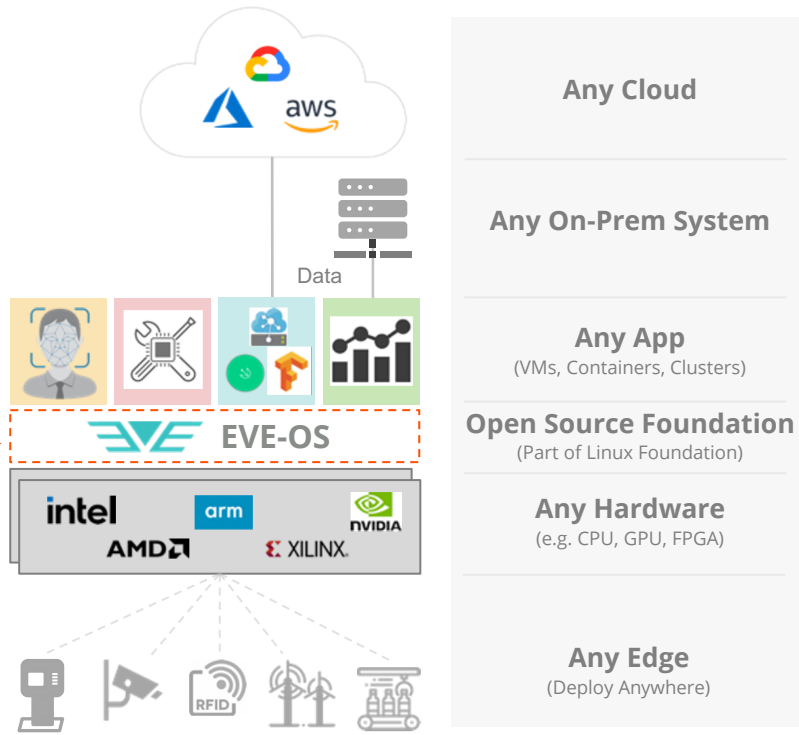 aws
Any Cloud
Any On-Prem System
Data
Any App
(VMs, Containers, Clusters)
EVE-OS
Open Source Foundation
(Part of Linux Foundation)
intel
arm
NVIDIA
AMD
XILINX.
Any Hardware
(e.g. CPU, GPU, FPGA)
RFID
Any Edge
(Deploy Anywhere)